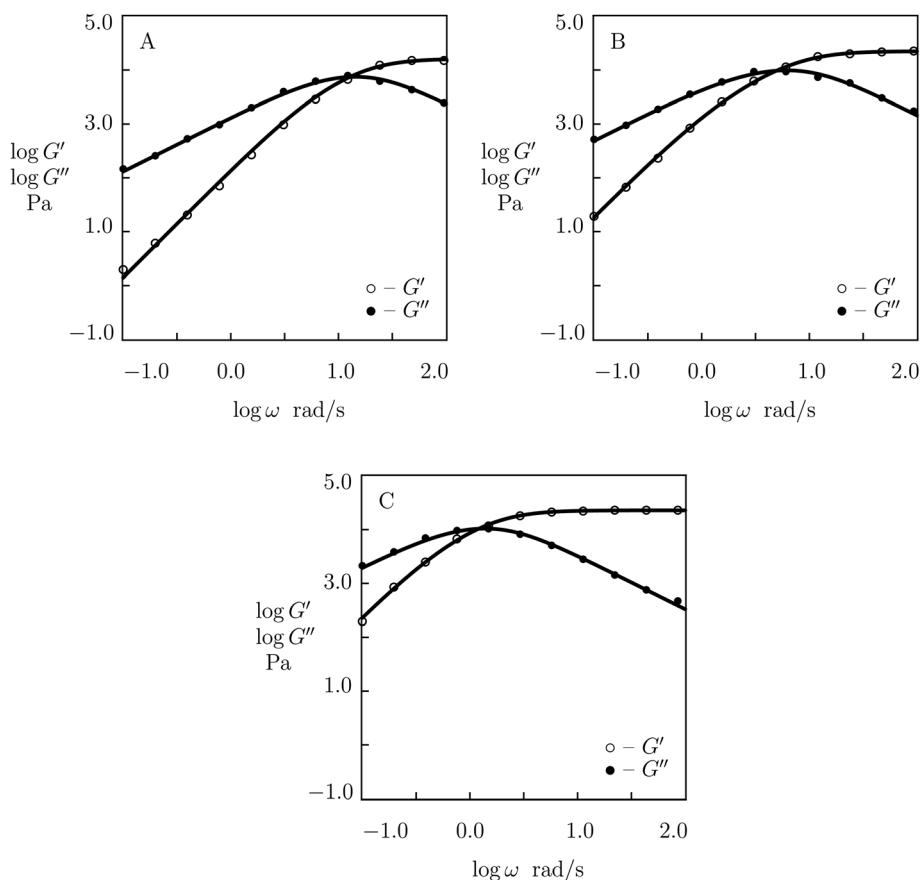 A
5.0
3.0
1.0
−1.0
log G′
log G″
Pa
○ – G′
● – G″
−1.0 0.0 1.0 2.0
log ω rad/s
B
5.0
3.0
1.0
−1.0
log G′
log G″
Pa
○ – G′
● – G″
−1.0 0.0 1.0 2.0
log ω rad/s
C
5.0
3.0
1.0
−1.0
log G′
log G″
Pa
○ – G′
● – G″
−1.0 0.0 1.0 2.0
log ω rad/s